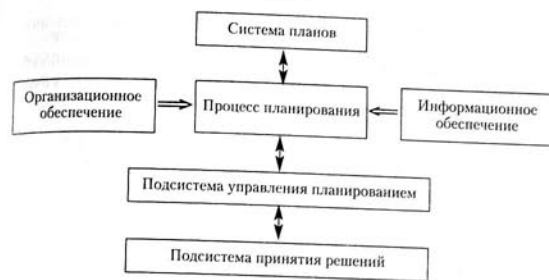 Система планов
Организационное
обеспечение
Процесс планирования
Информационное
обеспечение
Подсистема управления планированием
Подсистема принятия решений